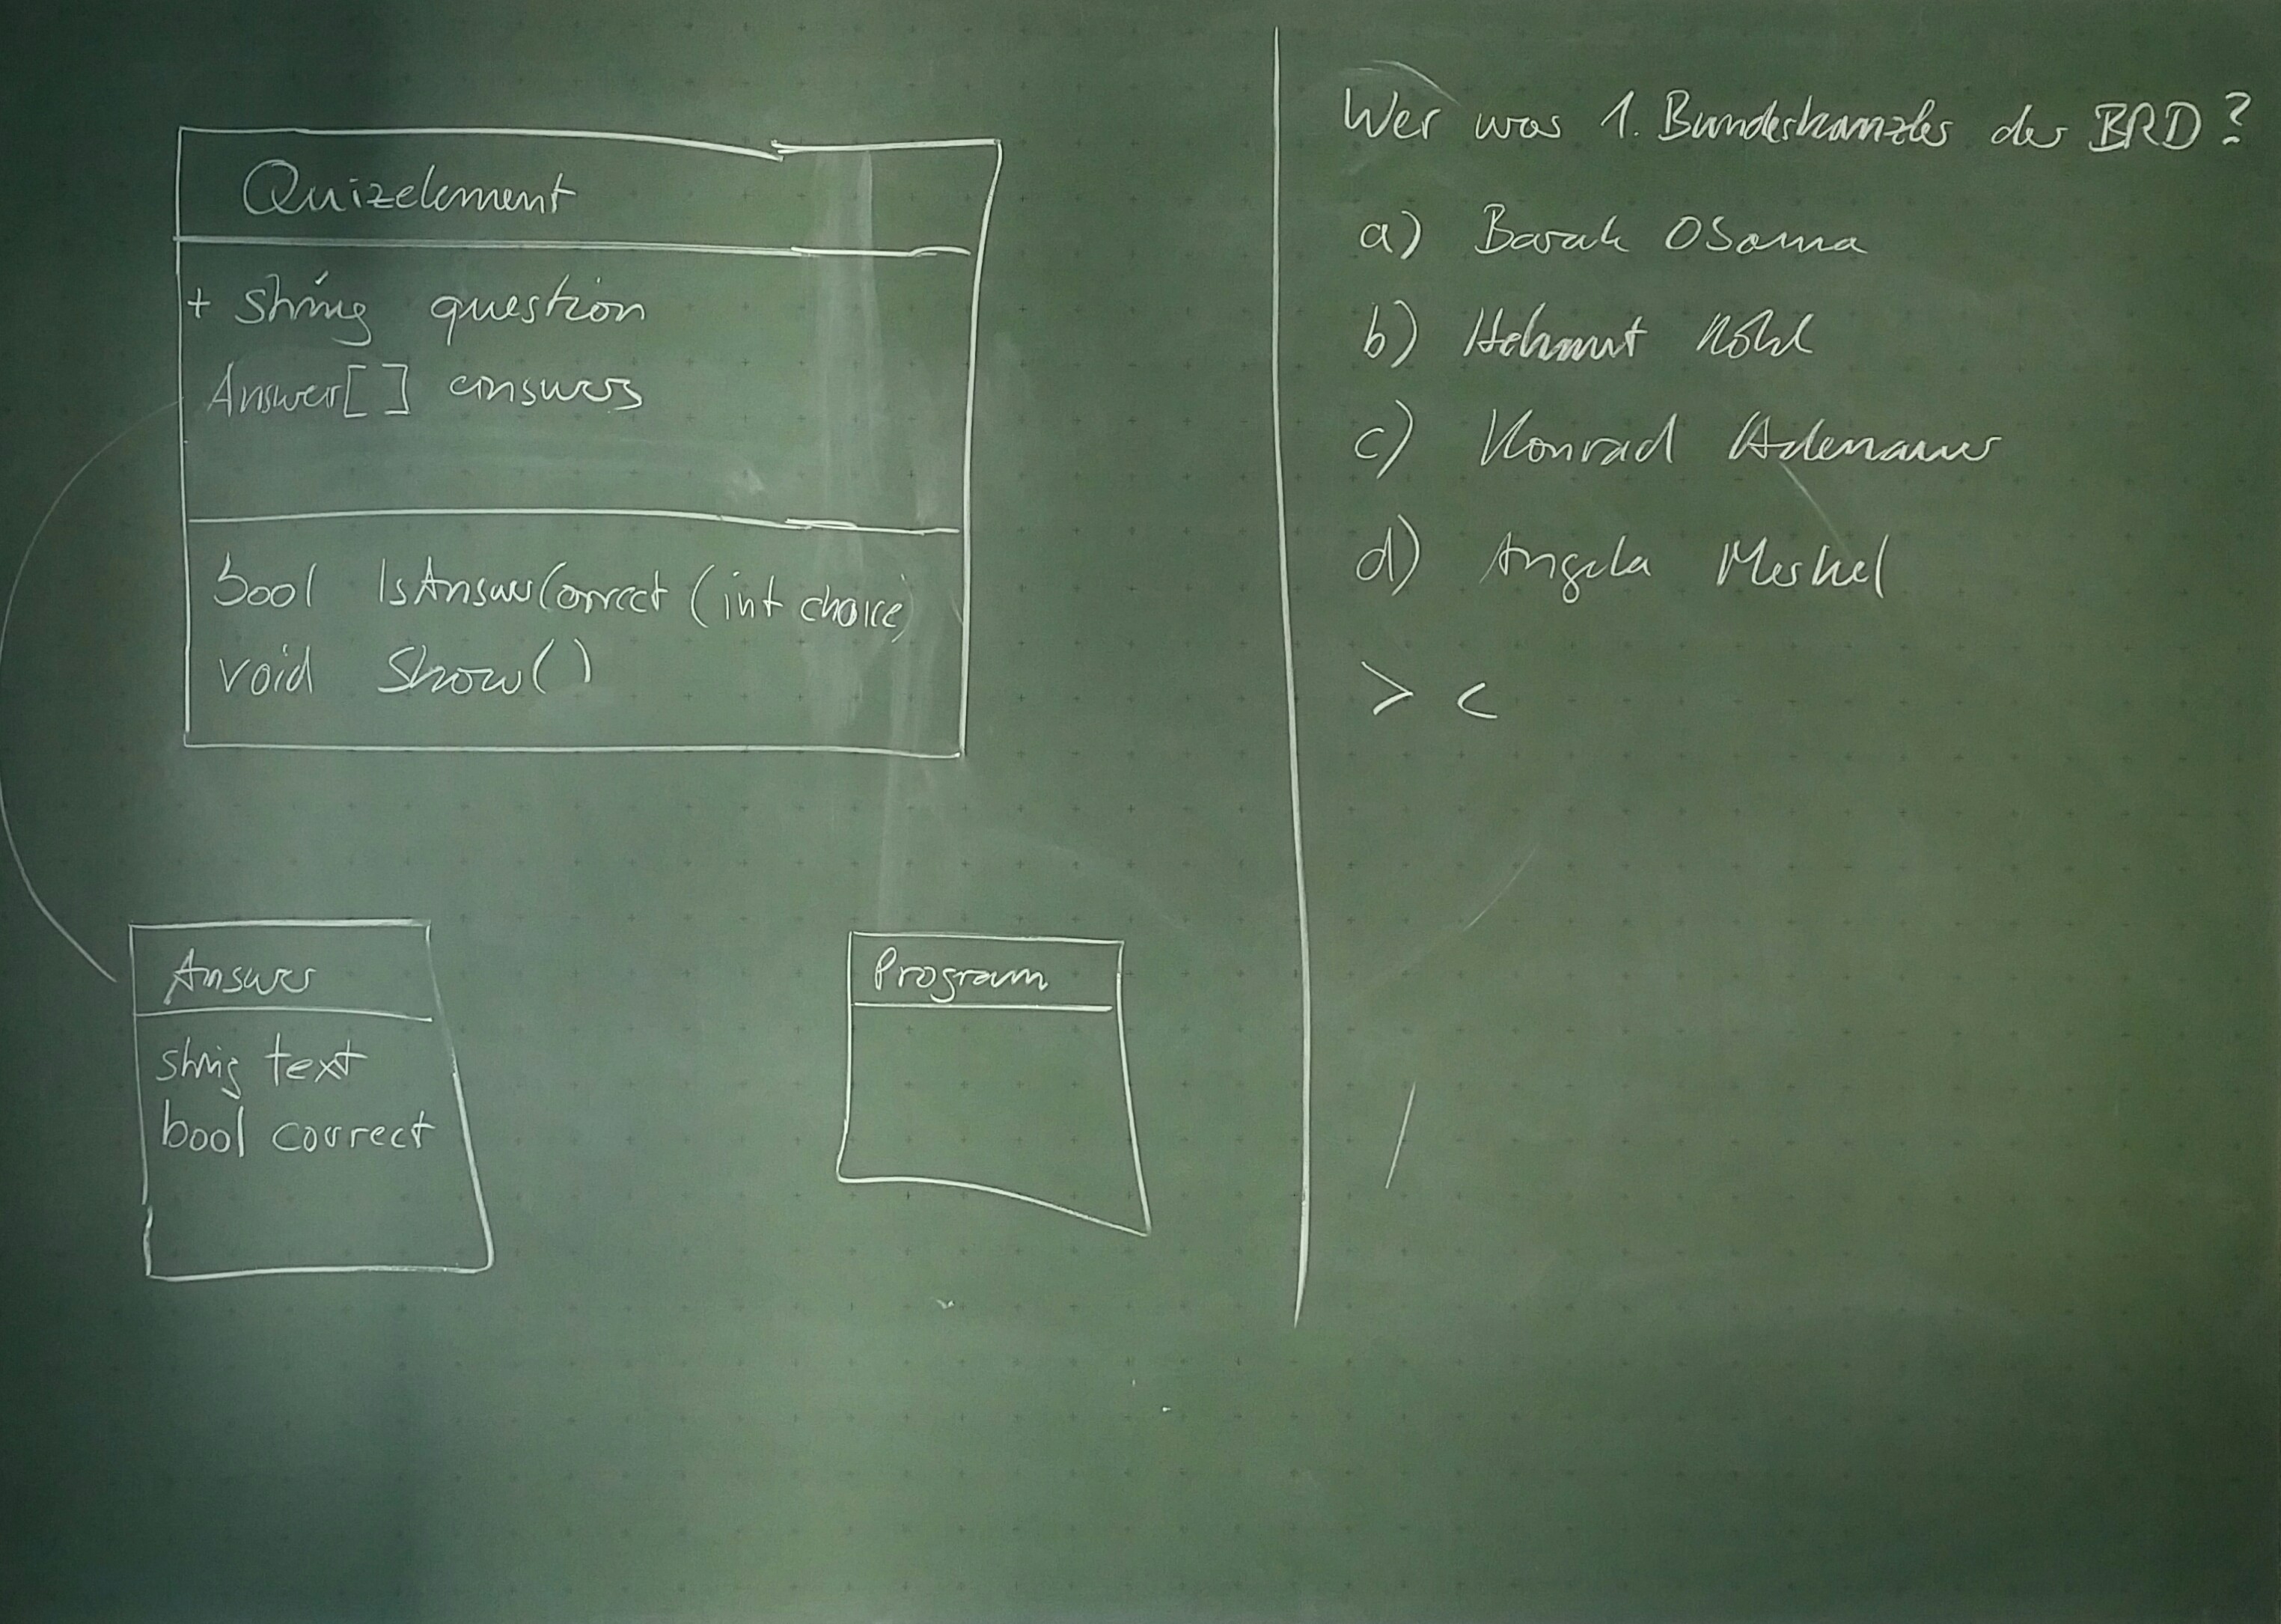 Quizelement
+ string question
Answer[] answers
bool IsAnswerCorrect (int choice)
void Show()
Answer
string text
bool correct
Program
Wer war 1. Bundeskanzler der BRD?
a) Barak Obama
b) Helmut Kohl
c) Konrad Adenauer
d) Angela Merkel
> c